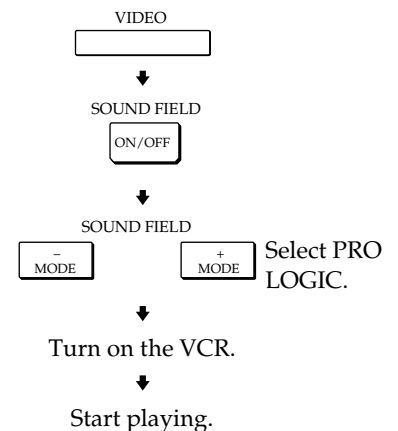 VIDEO
SOUND FIELD
ON/OFF
SOUND FIELD
– MODE
+ MODE
Select PRO
LOGIC.
Turn on the VCR.
Start playing.